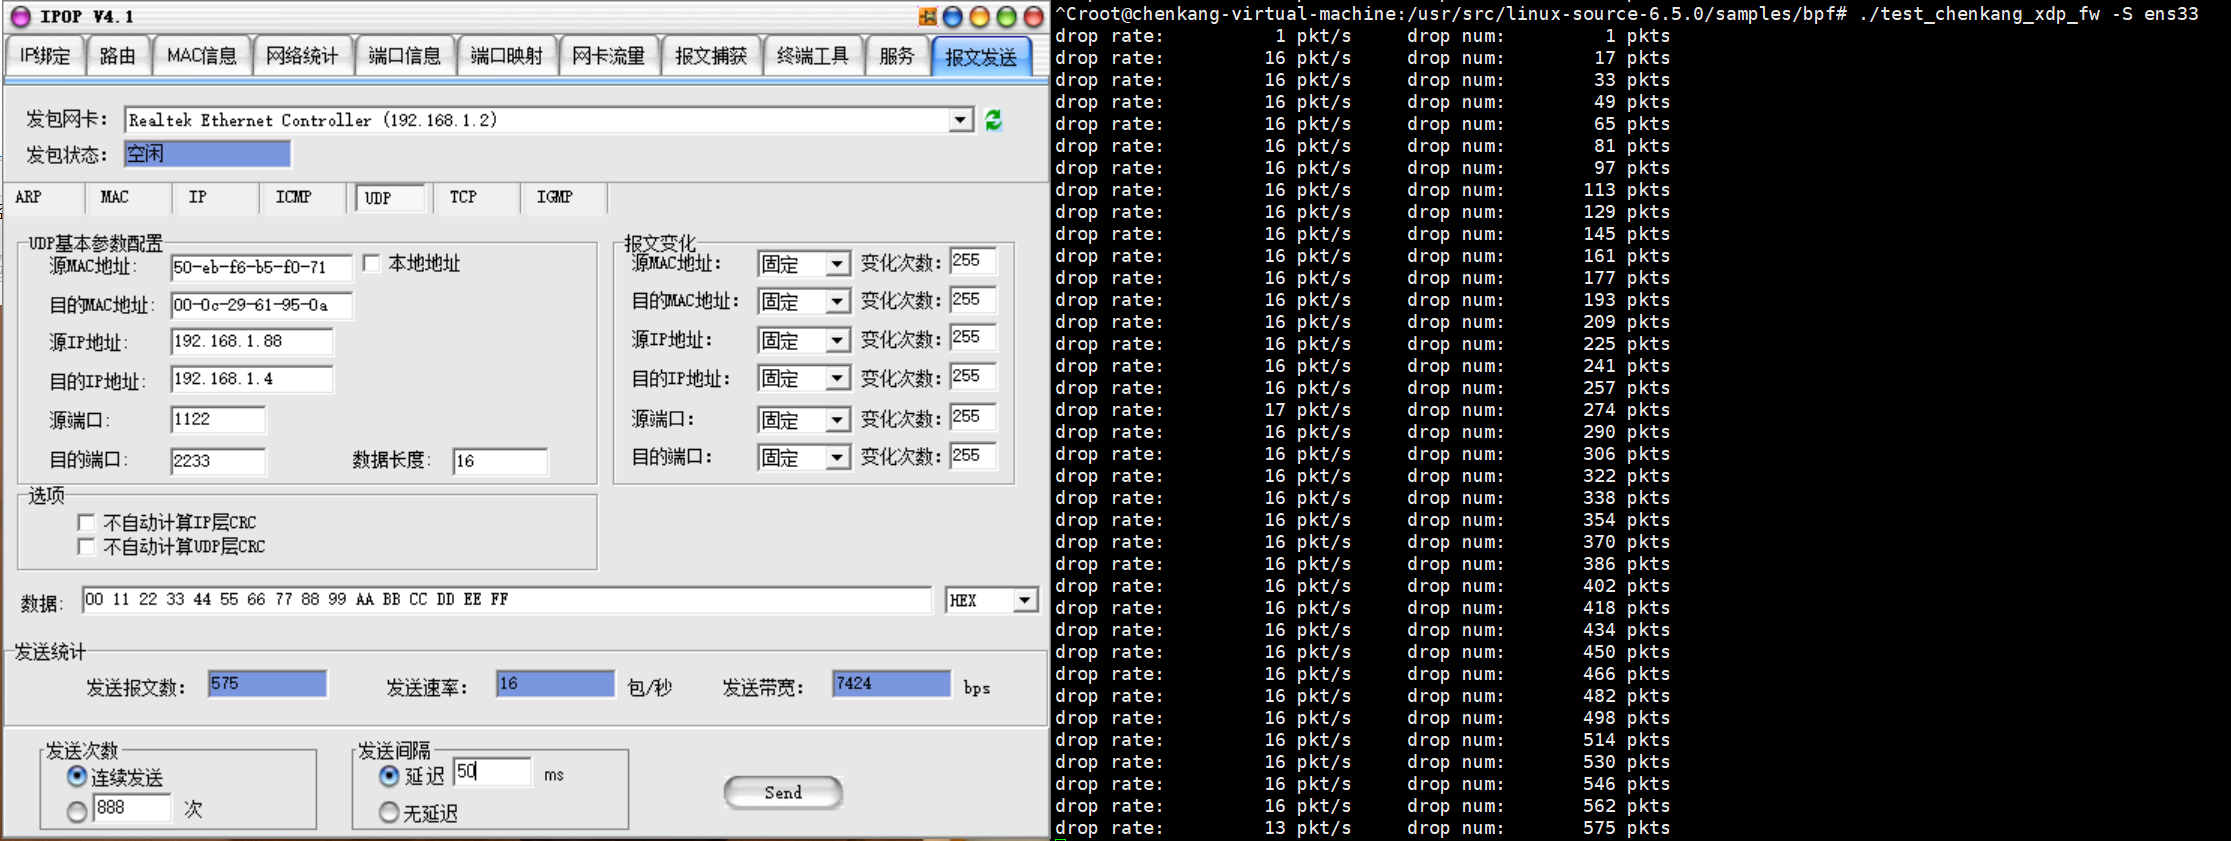 IPOP V4.1
IP绑定 路由 MAC信息 网络统计 端口信息 端口映射 网卡流量 报文捕获 终端工具 服务 报文发送
发包网卡: Realtek Ethernet Controller (192.168.1.2)
发包状态: 空闲
ARP MAC IP ICMP UDP TCP IGMP
UDP基本参数配置
源MAC地址: 50-eb-f6-b5-f0-71 本地地址
目的MAC地址: 00-0c-29-61-95-0a
源IP地址: 192.168.1.88
目的IP地址: 192.168.1.4
源端口: 1122
目的端口: 2233 数据长度: 16
报文变化
源MAC地址: 固定 变化次数: 255
目的MAC地址: 固定 变化次数: 255
源IP地址: 固定 变化次数: 255
目的IP地址: 固定 变化次数: 255
源端口: 固定 变化次数: 255
目的端口: 固定 变化次数: 255
选项
不自动计算IP层CRC
不自动计算UDP层CRC
数据: 00 11 22 33 44 55 66 77 88 99 AA BB CC DD EE FF HEX
发送统计
发送报文数: 575 发送速率: 16 包/秒 发送带宽: 7424 bps
发送次数
连续发送
888 次
发送间隔
延迟 50 ms
无延迟
Send
^Croot@chenkang-virtual-machine:/usr/src/linux-source-6.5.0/samples/bpf# ./test_chenkang_xdp_fw -S ens33
drop rate: 1 pkt/s drop num: 1 pkts
drop rate: 16 pkt/s drop num: 17 pkts
drop rate: 16 pkt/s drop num: 33 pkts
drop rate: 16 pkt/s drop num: 49 pkts
drop rate: 16 pkt/s drop num: 65 pkts
drop rate: 16 pkt/s drop num: 81 pkts
drop rate: 16 pkt/s drop num: 97 pkts
drop rate: 16 pkt/s drop num: 113 pkts
drop rate: 16 pkt/s drop num: 129 pkts
drop rate: 16 pkt/s drop num: 145 pkts
drop rate: 16 pkt/s drop num: 161 pkts
drop rate: 16 pkt/s drop num: 177 pkts
drop rate: 16 pkt/s drop num: 193 pkts
drop rate: 16 pkt/s drop num: 209 pkts
drop rate: 16 pkt/s drop num: 225 pkts
drop rate: 16 pkt/s drop num: 241 pkts
drop rate: 16 pkt/s drop num: 257 pkts
drop rate: 17 pkt/s drop num: 274 pkts
drop rate: 16 pkt/s drop num: 290 pkts
drop rate: 16 pkt/s drop num: 306 pkts
drop rate: 16 pkt/s drop num: 322 pkts
drop rate: 16 pkt/s drop num: 338 pkts
drop rate: 16 pkt/s drop num: 354 pkts
drop rate: 16 pkt/s drop num: 370 pkts
drop rate: 16 pkt/s drop num: 386 pkts
drop rate: 16 pkt/s drop num: 402 pkts
drop rate: 16 pkt/s drop num: 418 pkts
drop rate: 16 pkt/s drop num: 434 pkts
drop rate: 16 pkt/s drop num: 450 pkts
drop rate: 16 pkt/s drop num: 466 pkts
drop rate: 16 pkt/s drop num: 482 pkts
drop rate: 16 pkt/s drop num: 498 pkts
drop rate: 16 pkt/s drop num: 514 pkts
drop rate: 16 pkt/s drop num: 530 pkts
drop rate: 16 pkt/s drop num: 546 pkts
drop rate: 16 pkt/s drop num: 562 pkts
drop rate: 13 pkt/s drop num: 575 pkts